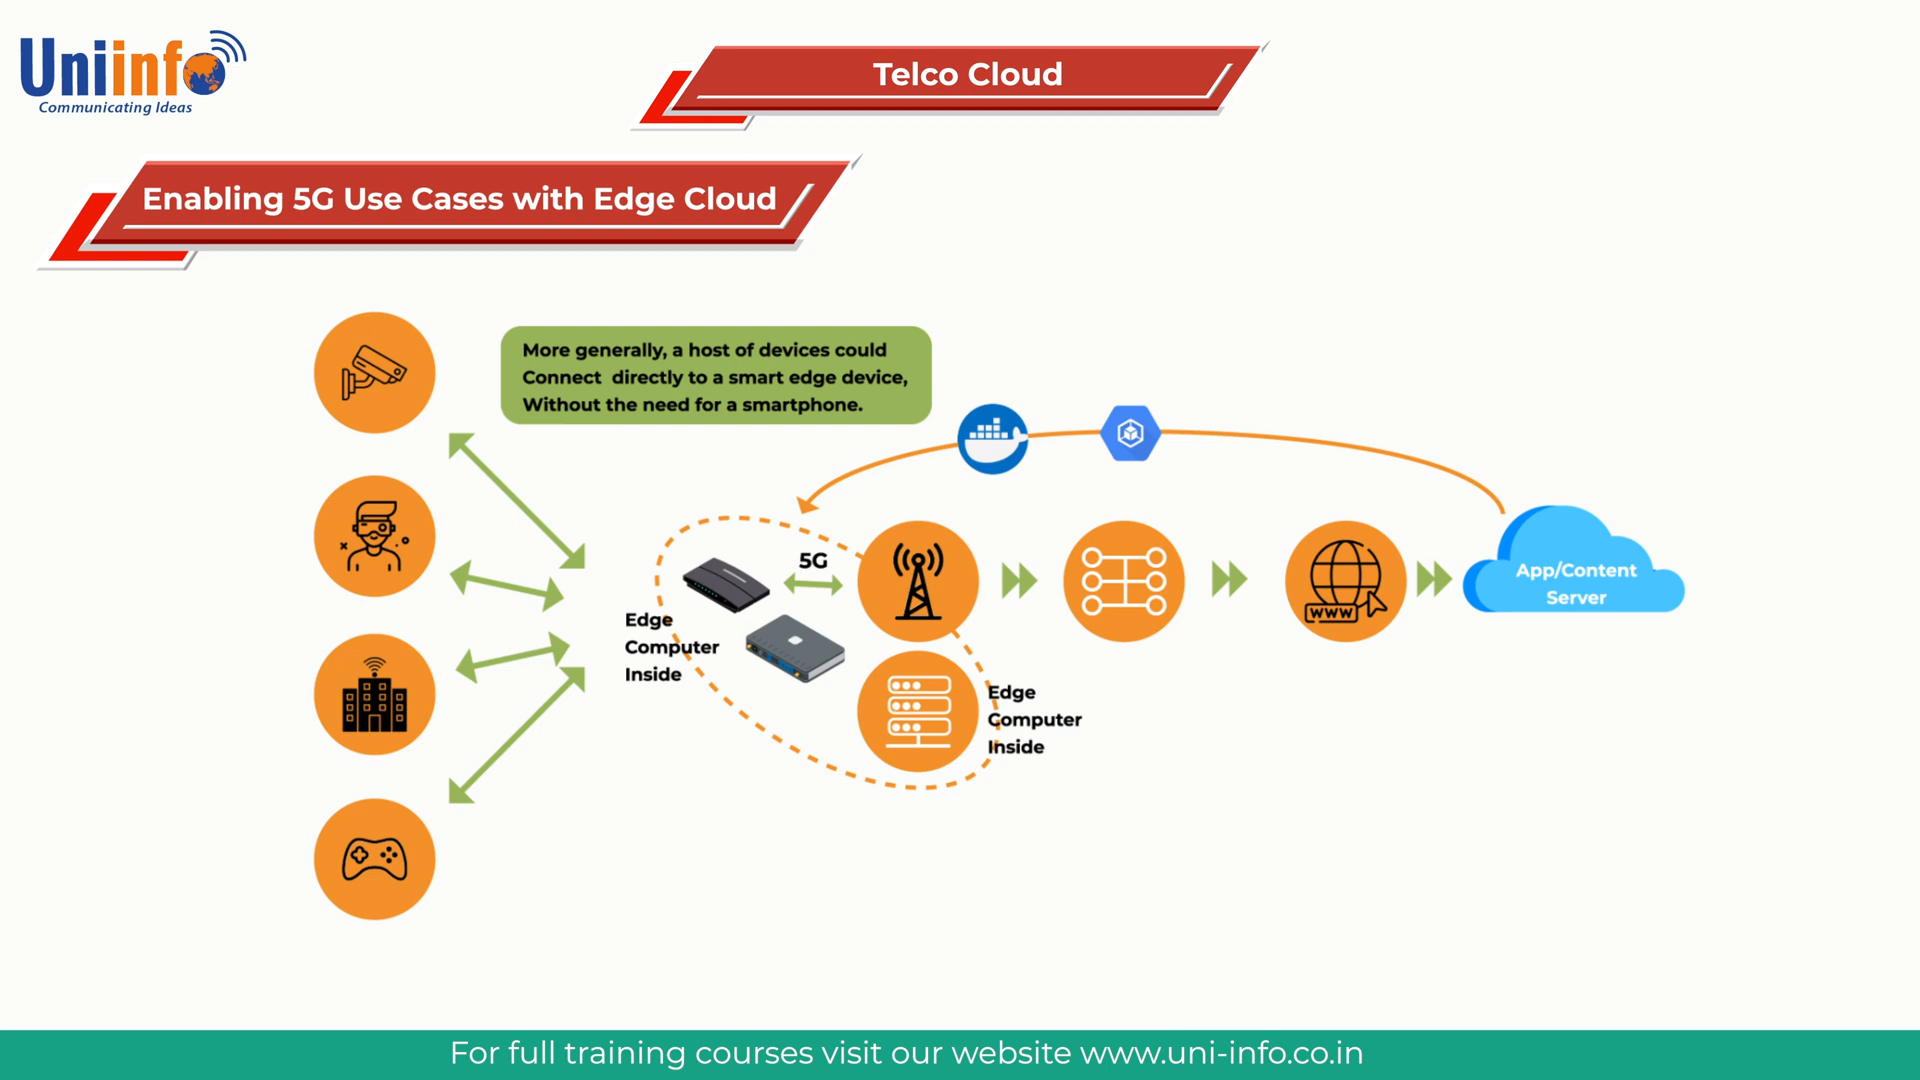 Uniinfo
Communicating Ideas
Telco Cloud
Enabling 5G Use Cases with Edge Cloud
More generally, a host of devices could
Connect directly to a smart edge device,
Without the need for a smartphone.
5G
Edge
Computer
Inside
Edge
Computer
Inside
WWW
App/Content
Server
For full training courses visit our website www.uni-info.co.in